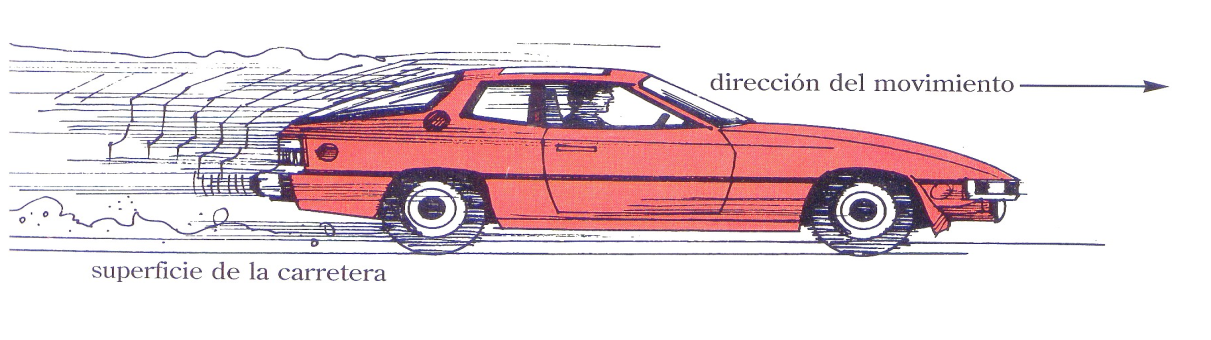 dirección del movimiento
superficie de la carretera